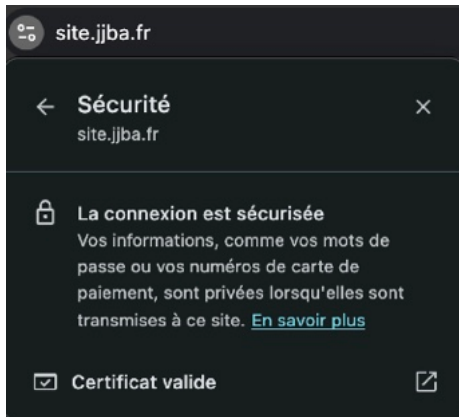 site.jjba.fr
Sécurité
site.jjba.fr
La connexion est sécurisée
Vos informations, comme vos mots de
passe ou vos numéros de carte de
paiement, sont privées lorsqu'elles sont
transmises à ce site. En savoir plus
Certificat valide